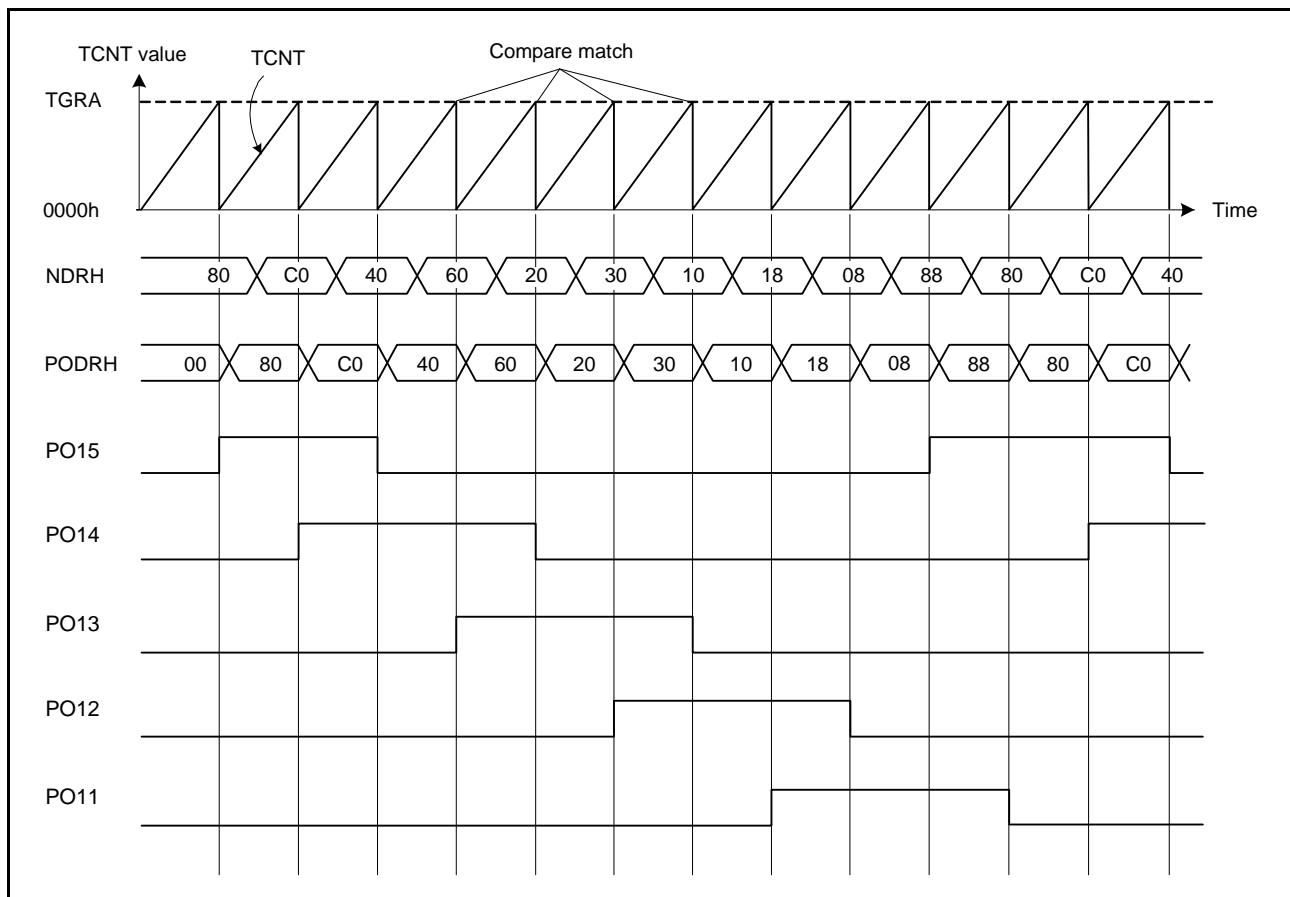 TCNT value
TCNT
Compare match
TGRA
0000h
Time
NDRH 80 C0 40 60 20 30 10 18 08 88 80 C0 40
PODRH 00 80 C0 40 60 20 30 10 18 08 88 80 C0
PO15
PO14
PO13
PO12
PO11